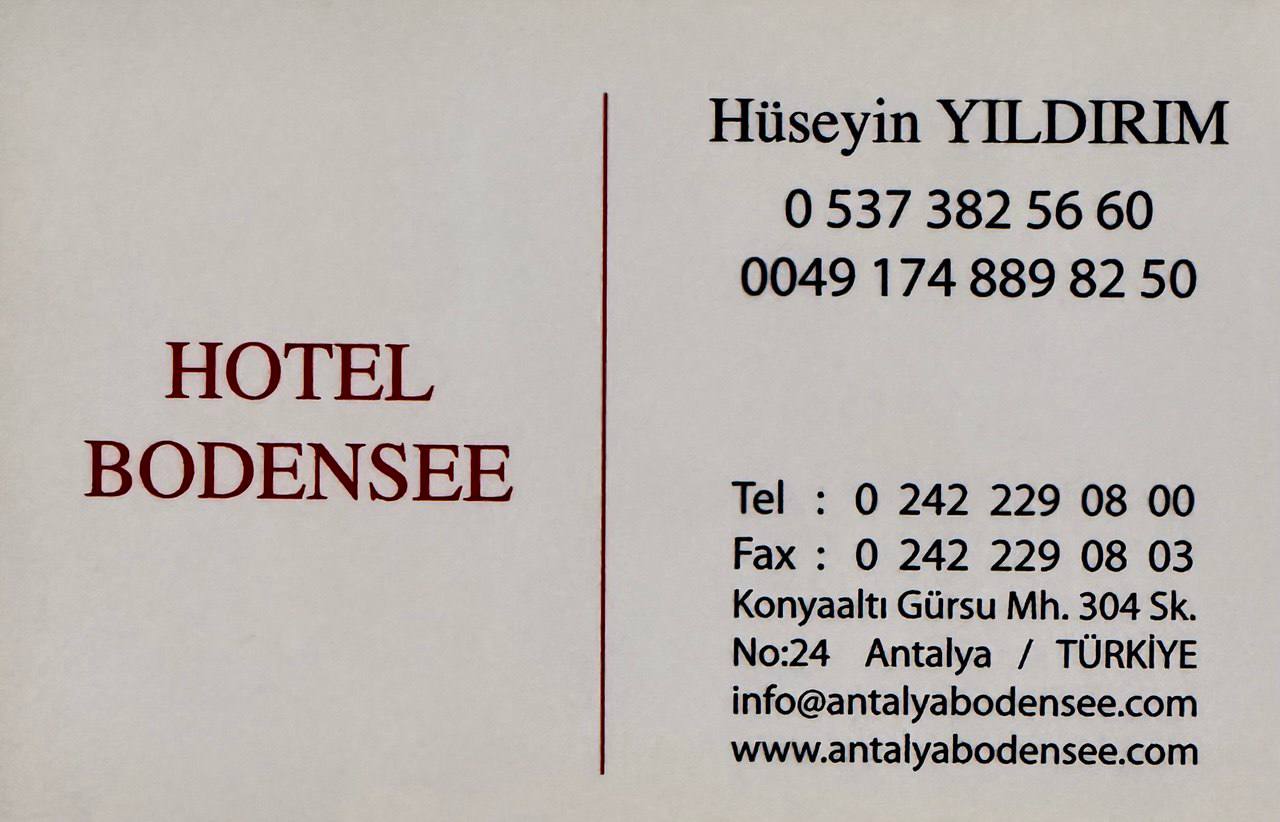 HOTEL
BODENSEE
Hüseyin YILDIRIM
0 537 382 56 60
0049 174 889 82 50
Tel : 0 242 229 08 00
Fax : 0 242 229 08 03
Konyaaltı Gürsu Mh. 304 Sk.
No:24 Antalya / TÜRKİYE
info@antalyabodensee.com
www.antalyabodensee.com